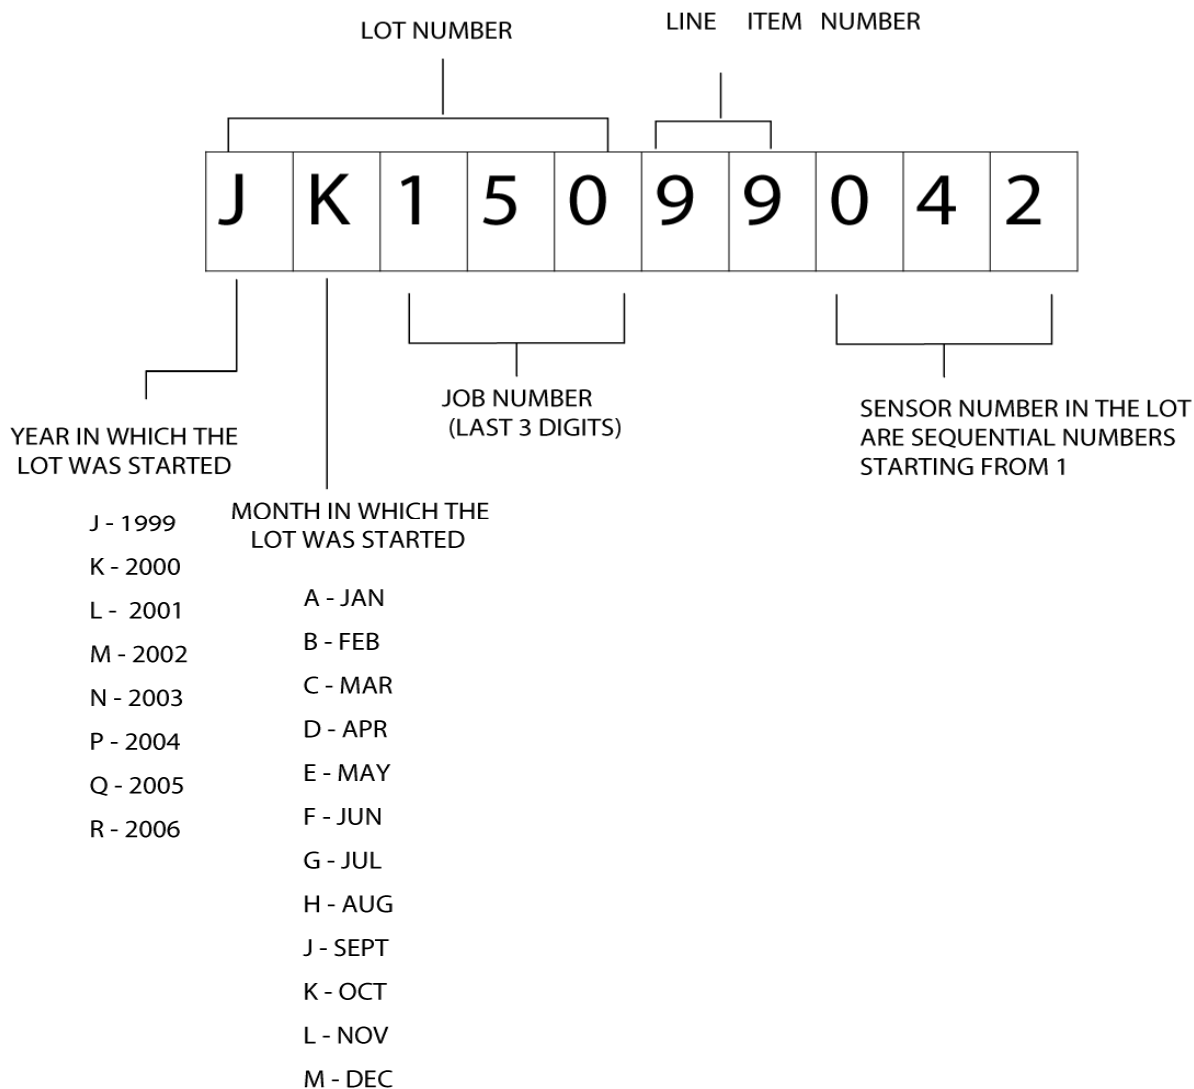 LOT NUMBER
LINE ITEM NUMBER
J K 1 5 0 9 9 0 4 2
JOB NUMBER
(LAST 3 DIGITS)
SENSOR NUMBER IN THE LOT
ARE SEQUENTIAL NUMBERS
STARTING FROM 1
YEAR IN WHICH THE
LOT WAS STARTED
J - 1999
K - 2000
L - 2001
M - 2002
N - 2003
P - 2004
Q - 2005
R - 2006
MONTH IN WHICH THE
LOT WAS STARTED
A - JAN
B - FEB
C - MAR
D - APR
E - MAY
F - JUN
G - JUL
H - AUG
J - SEPT
K - OCT
L - NOV
M - DEC